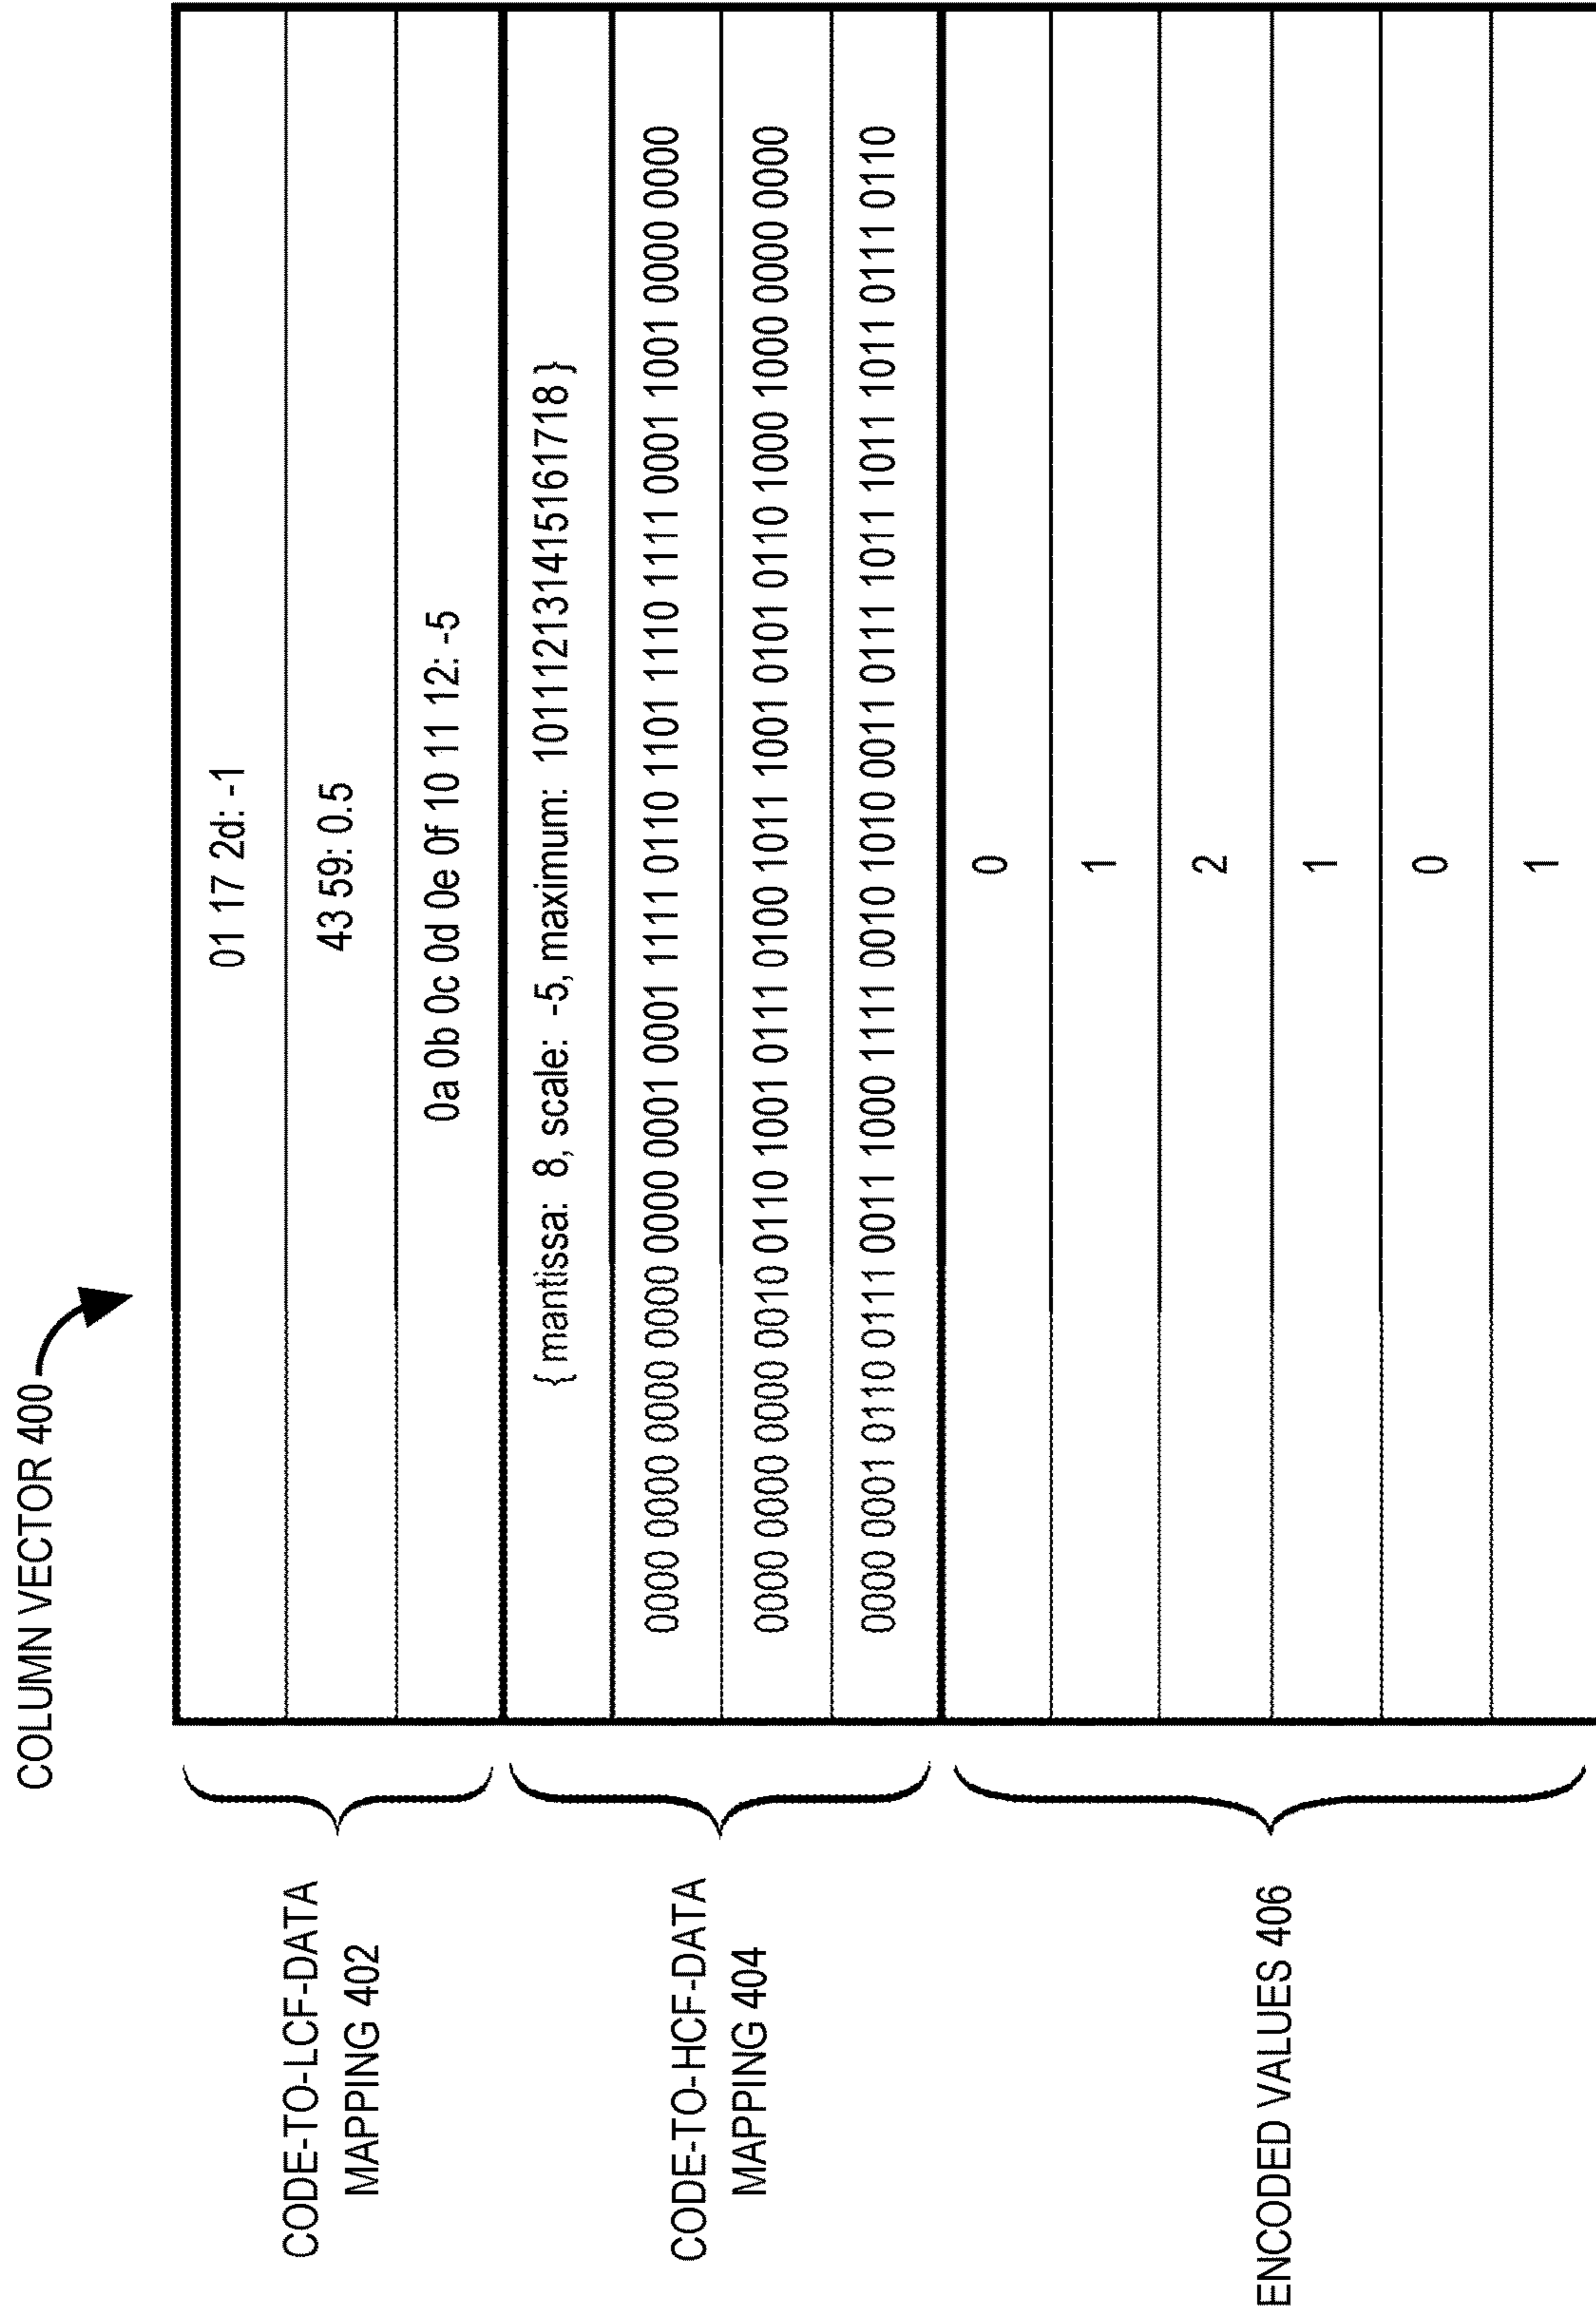 COLUMN VECTOR 400
CODE-TO-LCF-DATA
MAPPING 402
01 17 2d: -1
43 59: 0.5
0a 0b 0c 0d 0e 0f 10 11 12: -5
CODE-TO-HCF-DATA
MAPPING 404
{ mantissa: 8, scale: -5, maximum: 101112131415161718 }
0000 0000 0000 0000 0000 0001 0001 1111 0110 1101 1110 1111 0001 1001 0000 0000
0000 0000 0000 0010 0110 1001 0111 0100 1011 1001 0101 0110 1000 1000 0000 0000
0000 0001 0110 0111 0011 1000 1111 0010 1010 0011 0111 1011 1011 1011 0111 0110
ENCODED VALUES 406
0
1
2
1
0
1